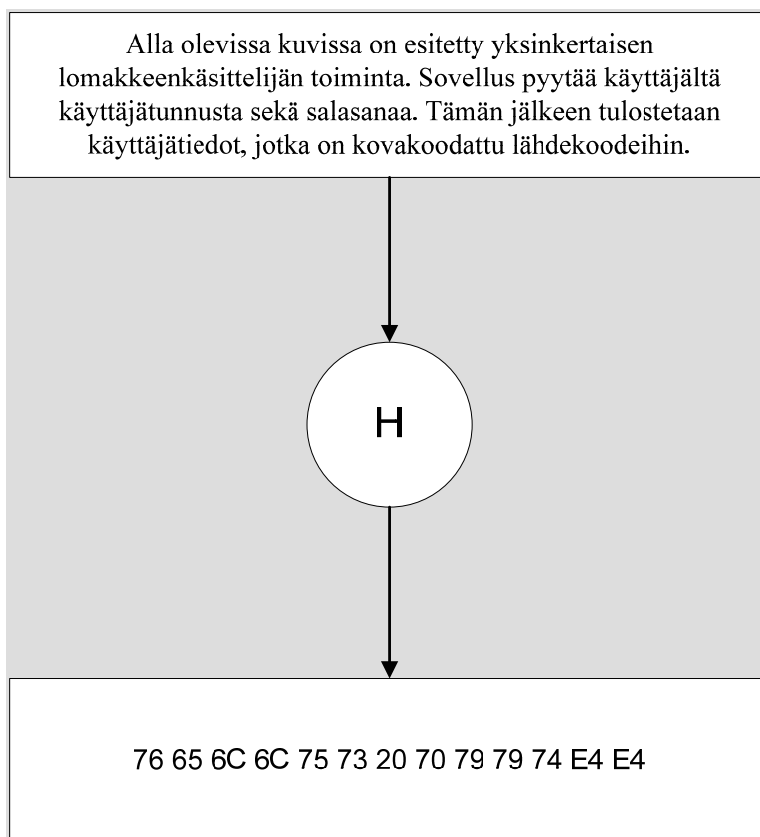 Alla olevissa kuvissa on esitetty yksinkertaisen
lomakkeenkäsittelijän toiminta. Sovellus pyytää käyttäjältä
käyttäjätunnusta sekä salasanaa. Tämän jälkeen tulostetaan
käyttäjätiedot, jotka on kovakoodattu lähdekoodeihin.
H
76 65 6C 6C 75 73 20 70 79 79 74 E4 E4